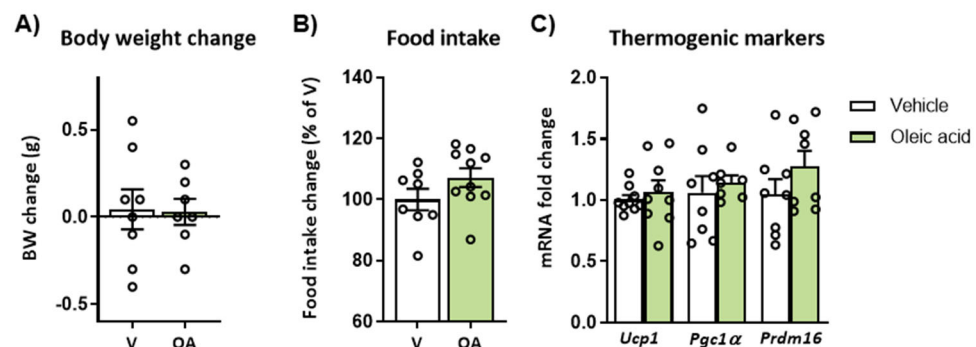 A) Body weight change
BW change (g)
0.5
0.0
-0.5
V OA
B) Food intake
Food intake change (% of V)
140
120
100
80
60
V OA
C) Thermogenic markers
mRNA fold change
2.0
1.5
1.0
0.5
0.0
Ucp1 Pgc1α Prdm16
Vehicle
Oleic acid